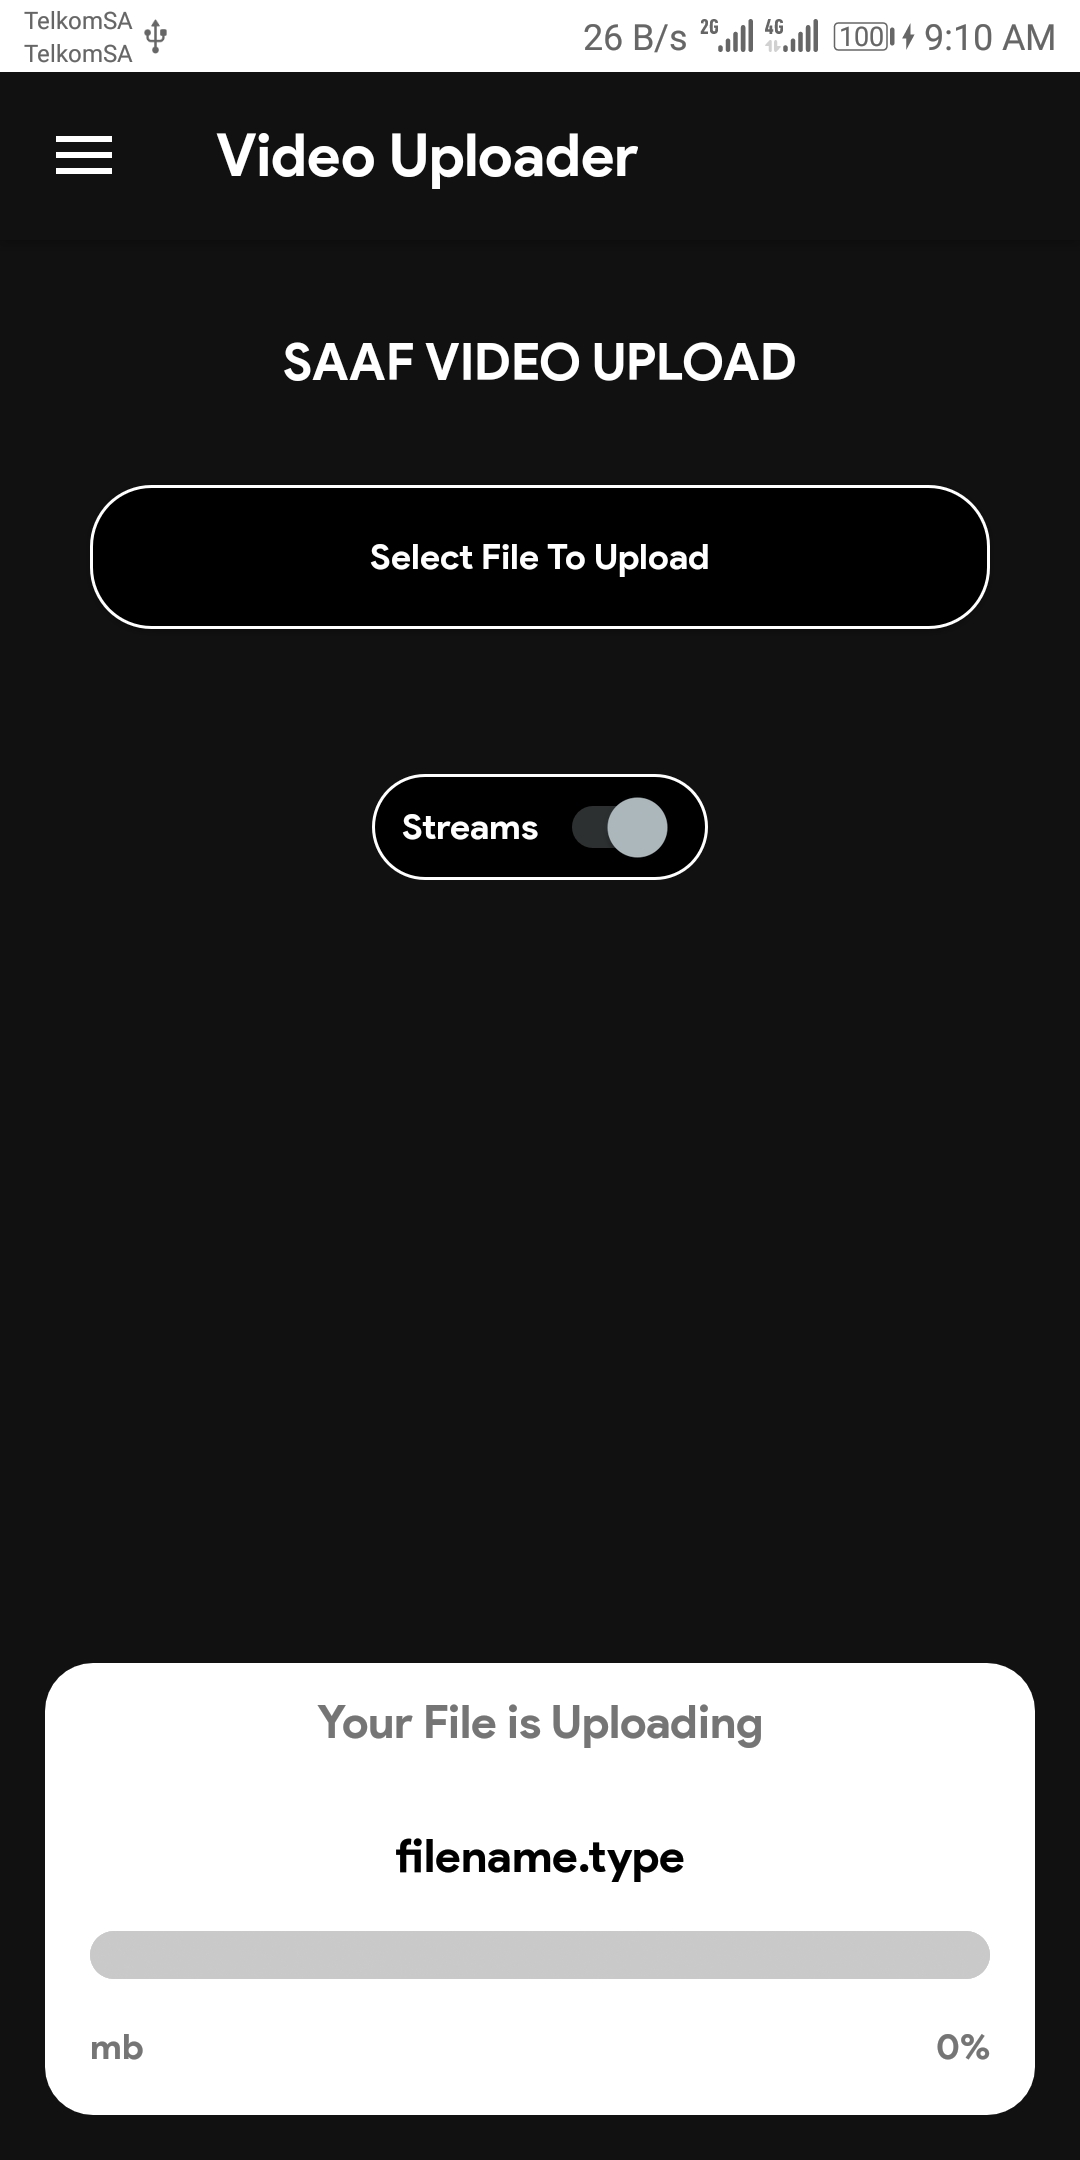 TelkomSA
TelkomSA
26 B/s 2G 4G 100 9:10 AM
Video Uploader
SAAF VIDEO UPLOAD
Select File To Upload
Streams
Your File is Uploading
filename.type
mb 0%